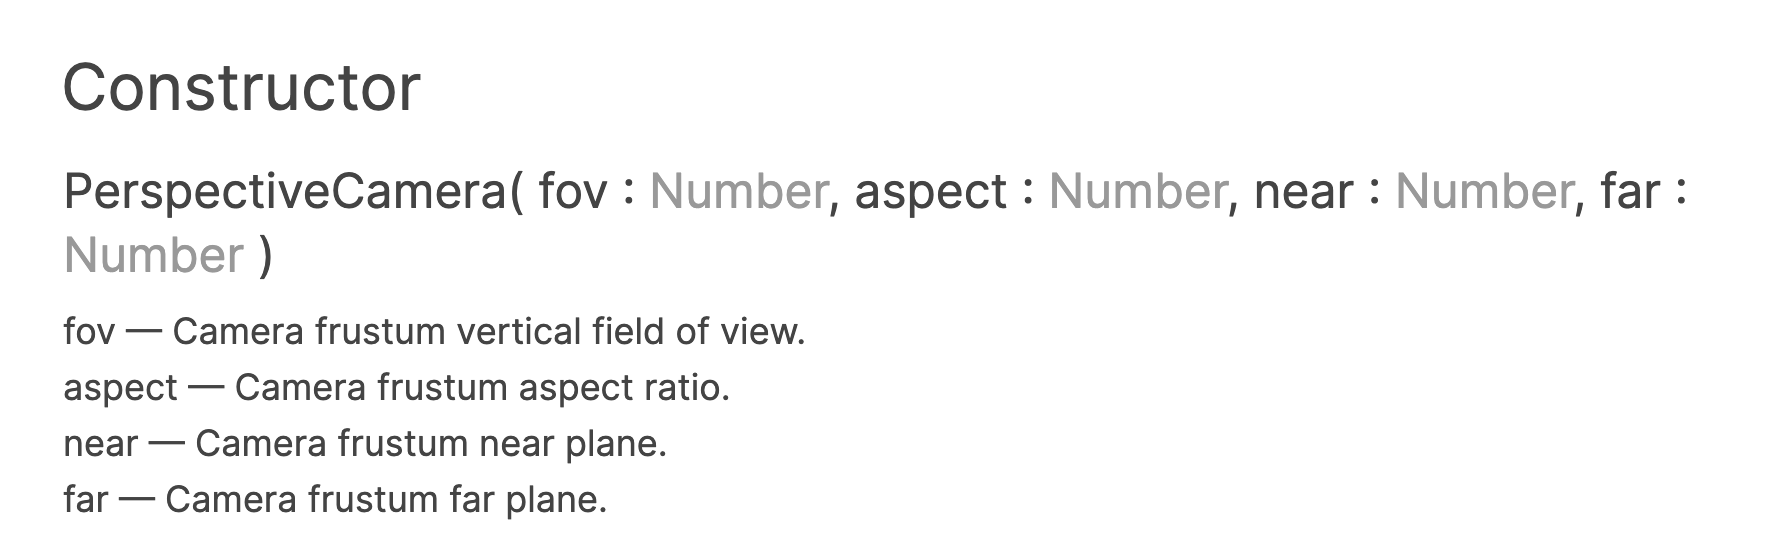 Constructor
PerspectiveCamera( fov : Number, aspect : Number, near : Number, far :
Number )
fov — Camera frustum vertical field of view.
aspect — Camera frustum aspect ratio.
near — Camera frustum near plane.
far — Camera frustum far plane.